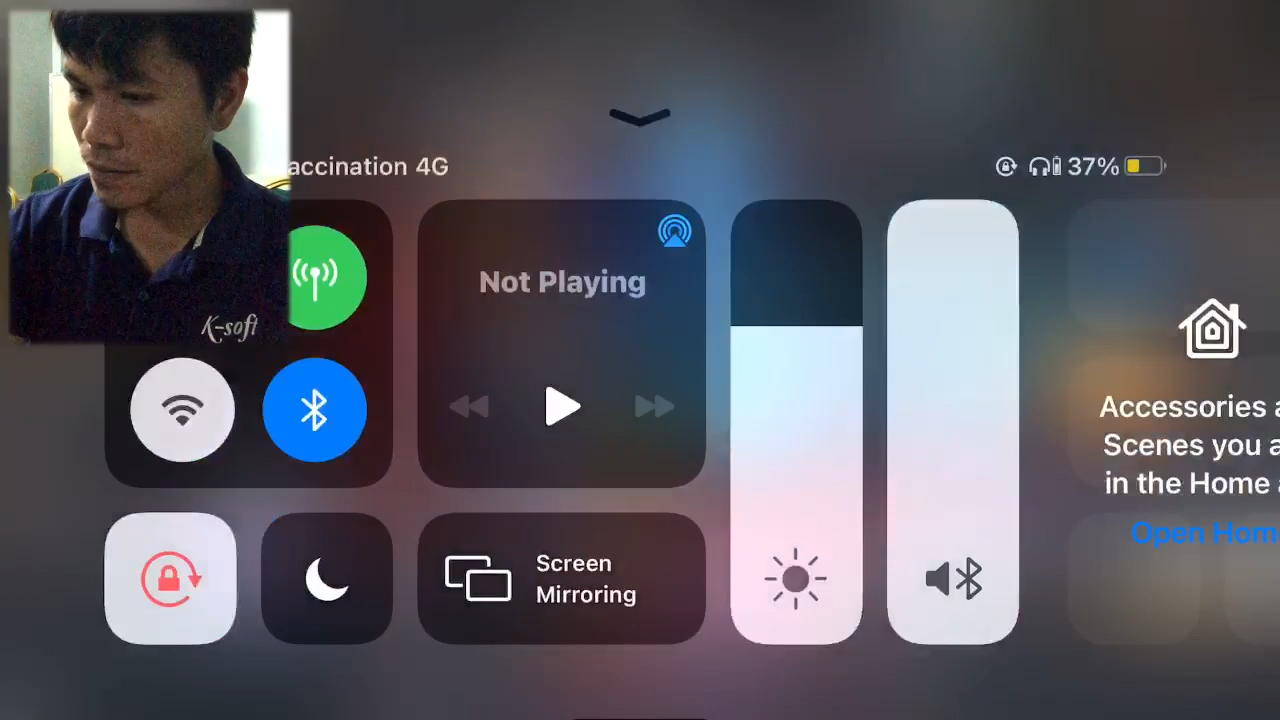 accination 4G
37%
K-soft
Not Playing
Screen
Mirroring
Accessories a
Scenes you a
in the Home a
Open Hom